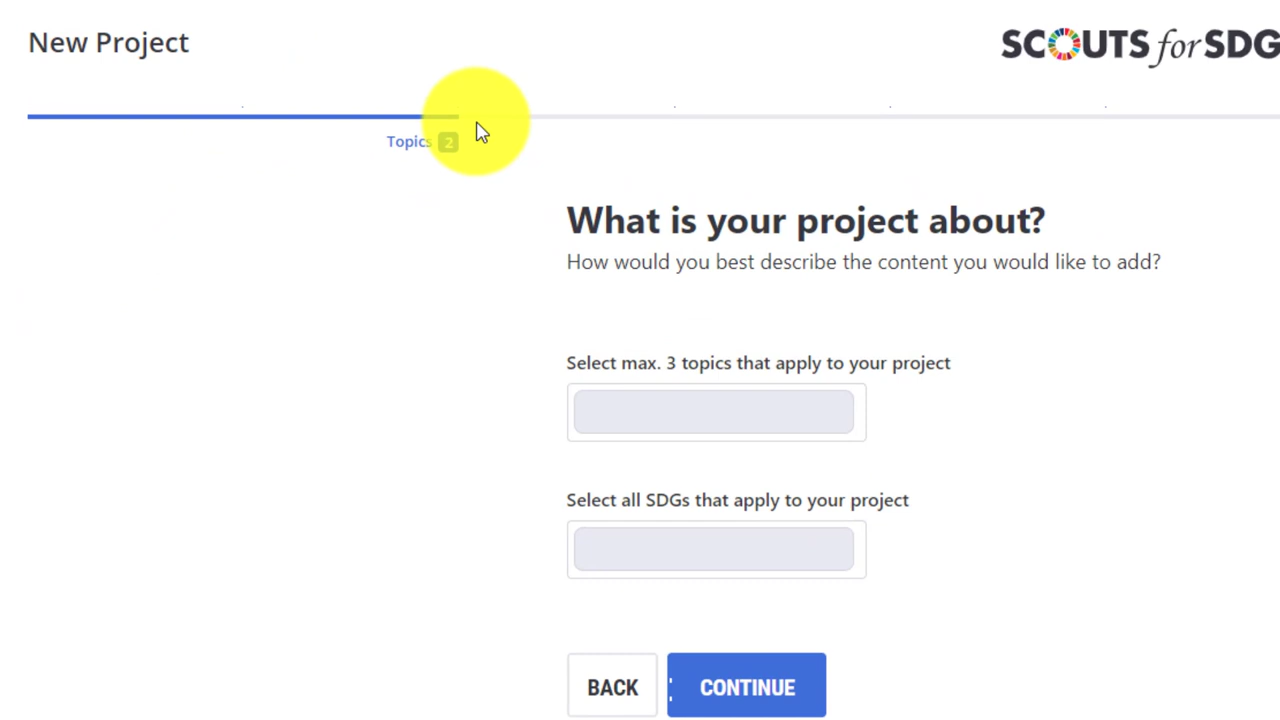 New Project
SCOUTS for SDG
Topics 2
What is your project about?
How would you best describe the content you would like to add?
Select max. 3 topics that apply to your project
Select all SDGs that apply to your project
BACK CONTINUE